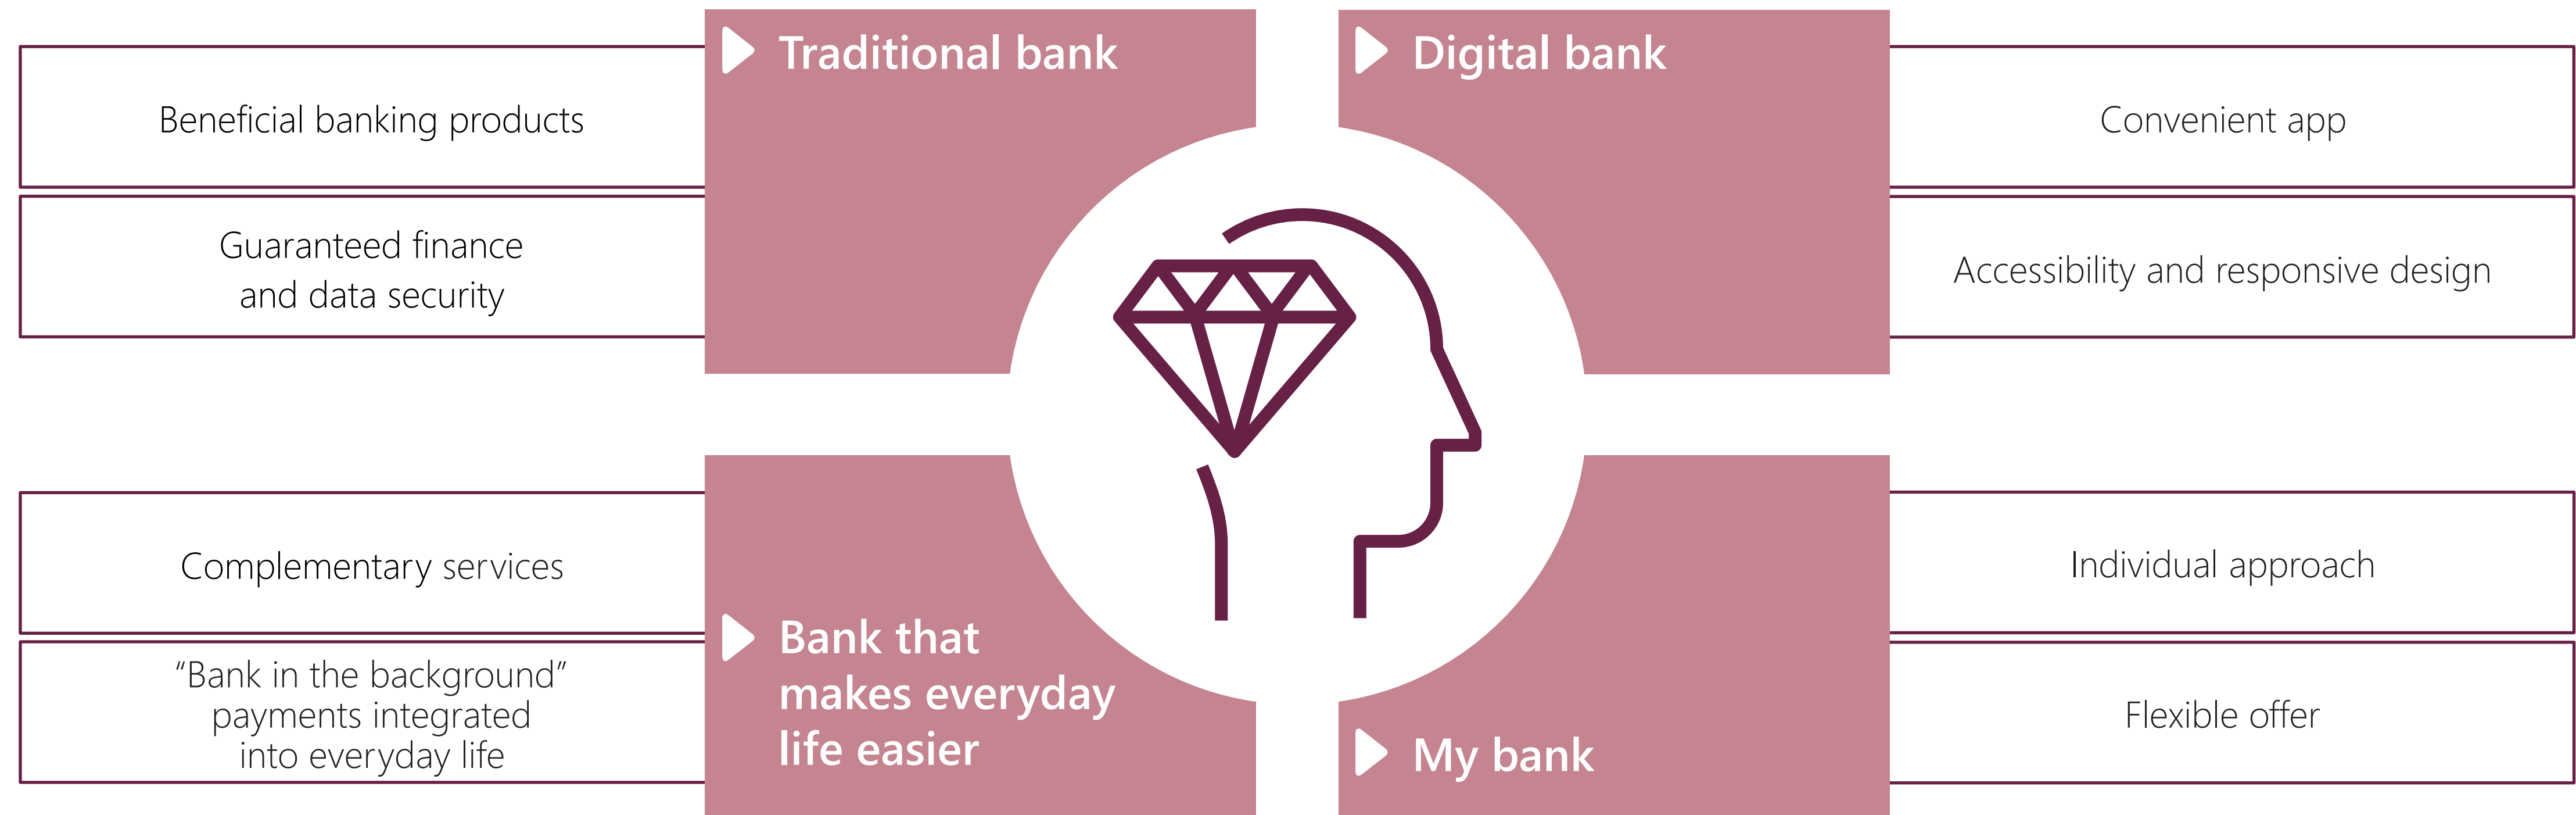 Traditional bank
Beneficial banking products
Guaranteed finance
and data security
Digital bank
Convenient app
Accessibility and responsive design
Bank that
makes everyday
life easier
Complementary services
“Bank in the background”
payments integrated
into everyday life
My bank
Individual approach
Flexible offer